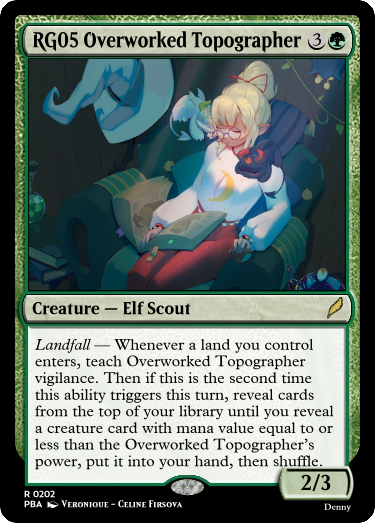 RG05 Overworked Topographer 3
Creature — Elf Scout
Landfall — Whenever a land you control
enters, teach Overworked Topographer
vigilance. Then if this is the second time
this ability triggers this turn, reveal cards
from the top of your library until you reveal
a creature card with mana value equal to or
less than the Overworked Topographer's
power, put it into your hand, then shuffle.
2/3
R 0202
PBA Veronique – Celine Firsova
Denny